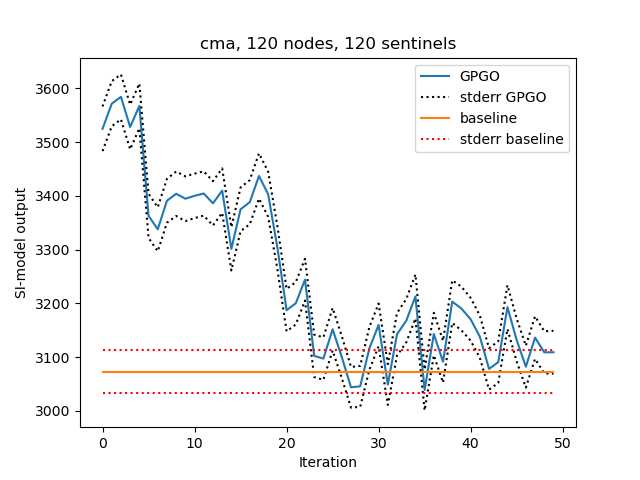 cma, 120 nodes, 120 sentinels
GPGO
stderr GPGO
baseline
stderr baseline
SI-model output
3600
3500
3400
3300
3200
3100
3000
0 10 20 30 40 50
Iteration